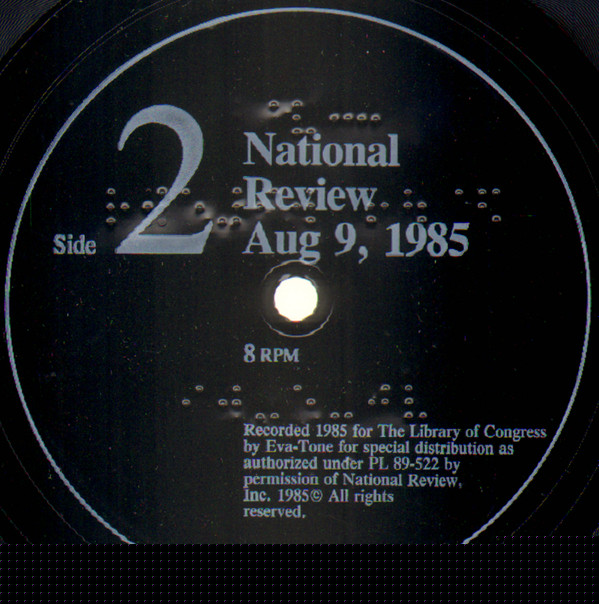 National
Review
Side 2 Aug 9, 1985
8 RPM
Recorded 1985 for The Library of Congress
by Eva-Tone for special distribution as
authorized under PL 89-522 by
permission of National Review,
Inc. 1985© All rights
reserved.